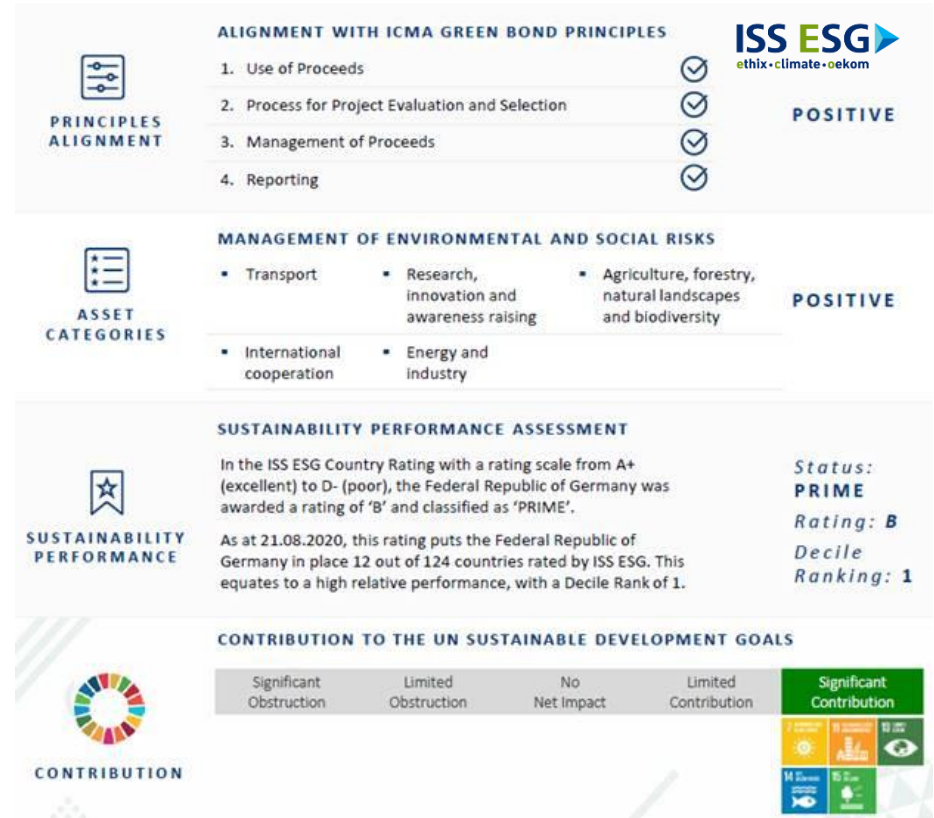 ALIGNMENT WITH ICMA GREEN BOND PRINCIPLES
ISS ESG
ethix·climate·oekom
1. Use of Proceeds
2. Process for Project Evaluation and Selection
3. Management of Proceeds
4. Reporting
PRINCIPLES
ALIGNMENT
POSITIVE
MANAGEMENT OF ENVIRONMENTAL AND SOCIAL RISKS
▪ Transport
▪ Research,
innovation and
awareness raising
▪ Agriculture, forestry,
natural landscapes
and biodiversity
▪ International
cooperation
▪ Energy and
industry
ASSET
CATEGORIES
POSITIVE
SUSTAINABILITY PERFORMANCE ASSESSMENT
In the ISS ESG Country Rating with a rating scale from A+
(excellent) to D- (poor), the Federal Republic of Germany was
awarded a rating of ‘B’ and classified as ‘PRIME’.
As at 21.08.2020, this rating puts the Federal Republic of
Germany in place 12 out of 124 countries rated by ISS ESG. This
equates to a high relative performance, with a Decile Rank of 1.
SUSTAINABILITY
PERFORMANCE
Status:
PRIME
Rating: B
Decile
Ranking: 1
CONTRIBUTION TO THE UN SUSTAINABLE DEVELOPMENT GOALS
Significant
Obstruction
Limited
Obstruction
No
Net Impact
Limited
Contribution
Significant
Contribution
7
11
13
14
15
CONTRIBUTION